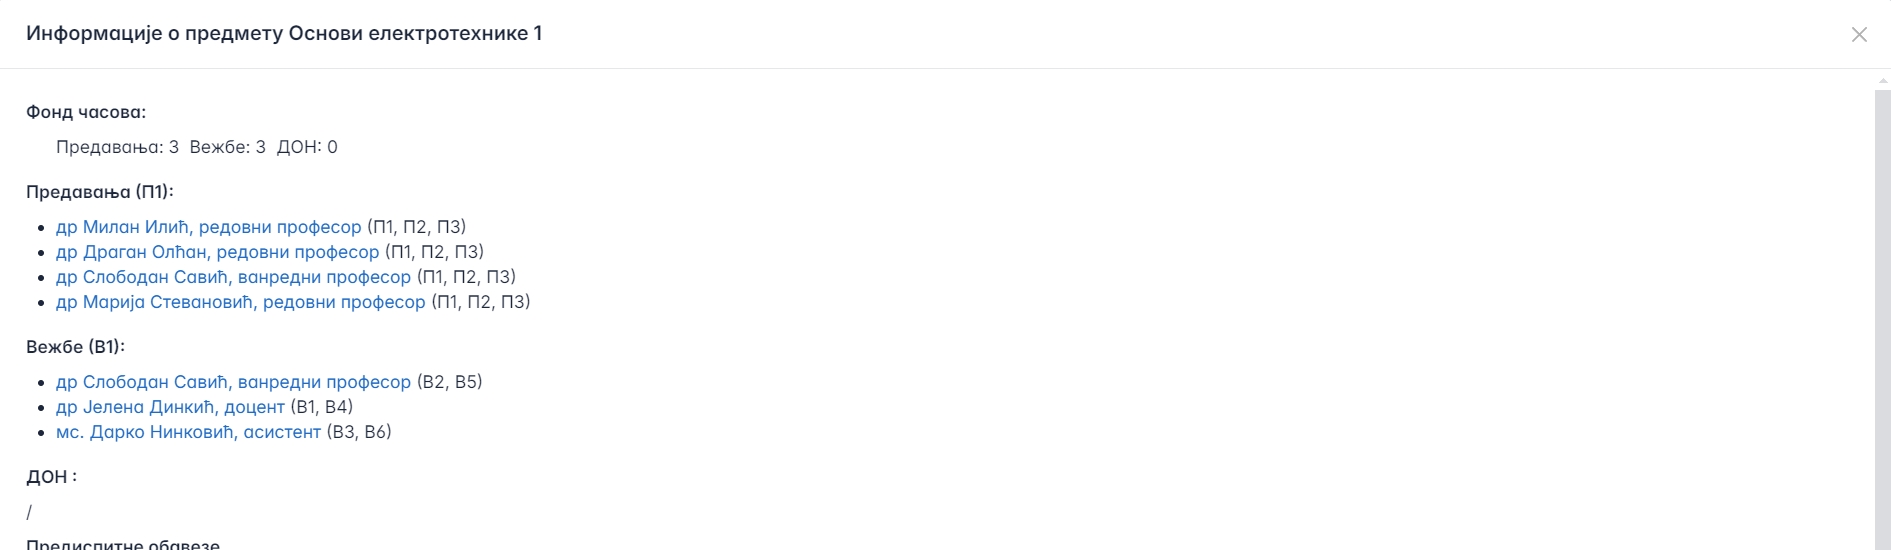 Информације о предмету Основи електротехнике 1
Фонд часова:
Предавања: 3 Вежбе: 3 ДОН: 0
Предавања (П1):
др Милан Илић, редовни професор (П1, П2, П3)
др Драган Олћан, редовни професор (П1, П2, П3)
др Слободан Савић, ванредни професор (П1, П2, П3)
др Марија Стевановић, редовни професор (П1, П2, П3)
Вежбе (В1):
др Слободан Савић, ванредни професор (В2, В5)
др Јелена Динкић, доцент (В1, В4)
мс. Дарко Нинковић, асистент (В3, В6)
ДОН :
/
Предиспитне обавезе